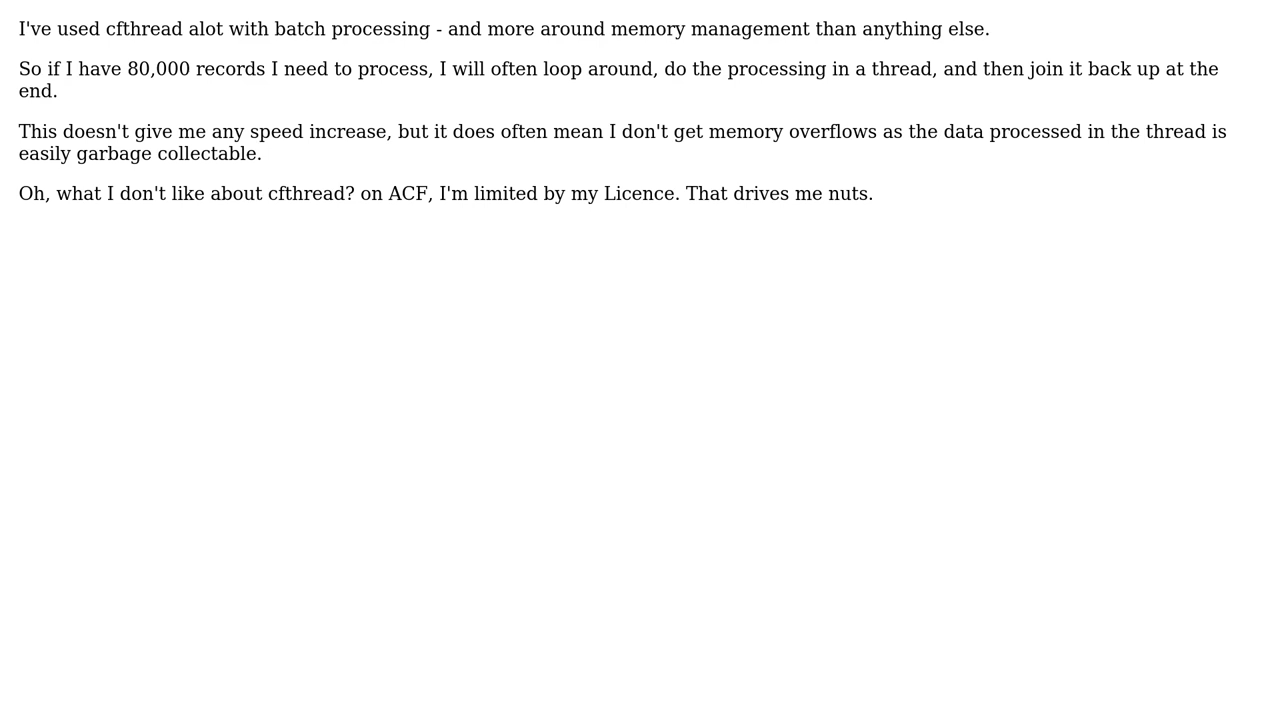 I've used cfthread alot with batch processing - and more around memory management than anything else.
So if I have 80,000 records I need to process, I will often loop around, do the processing in a thread, and then join it back up at the
end.
This doesn't give me any speed increase, but it does often mean I don't get memory overflows as the data processed in the thread is
easily garbage collectable.
Oh, what I don't like about cfthread? on ACF, I'm limited by my Licence. That drives me nuts.